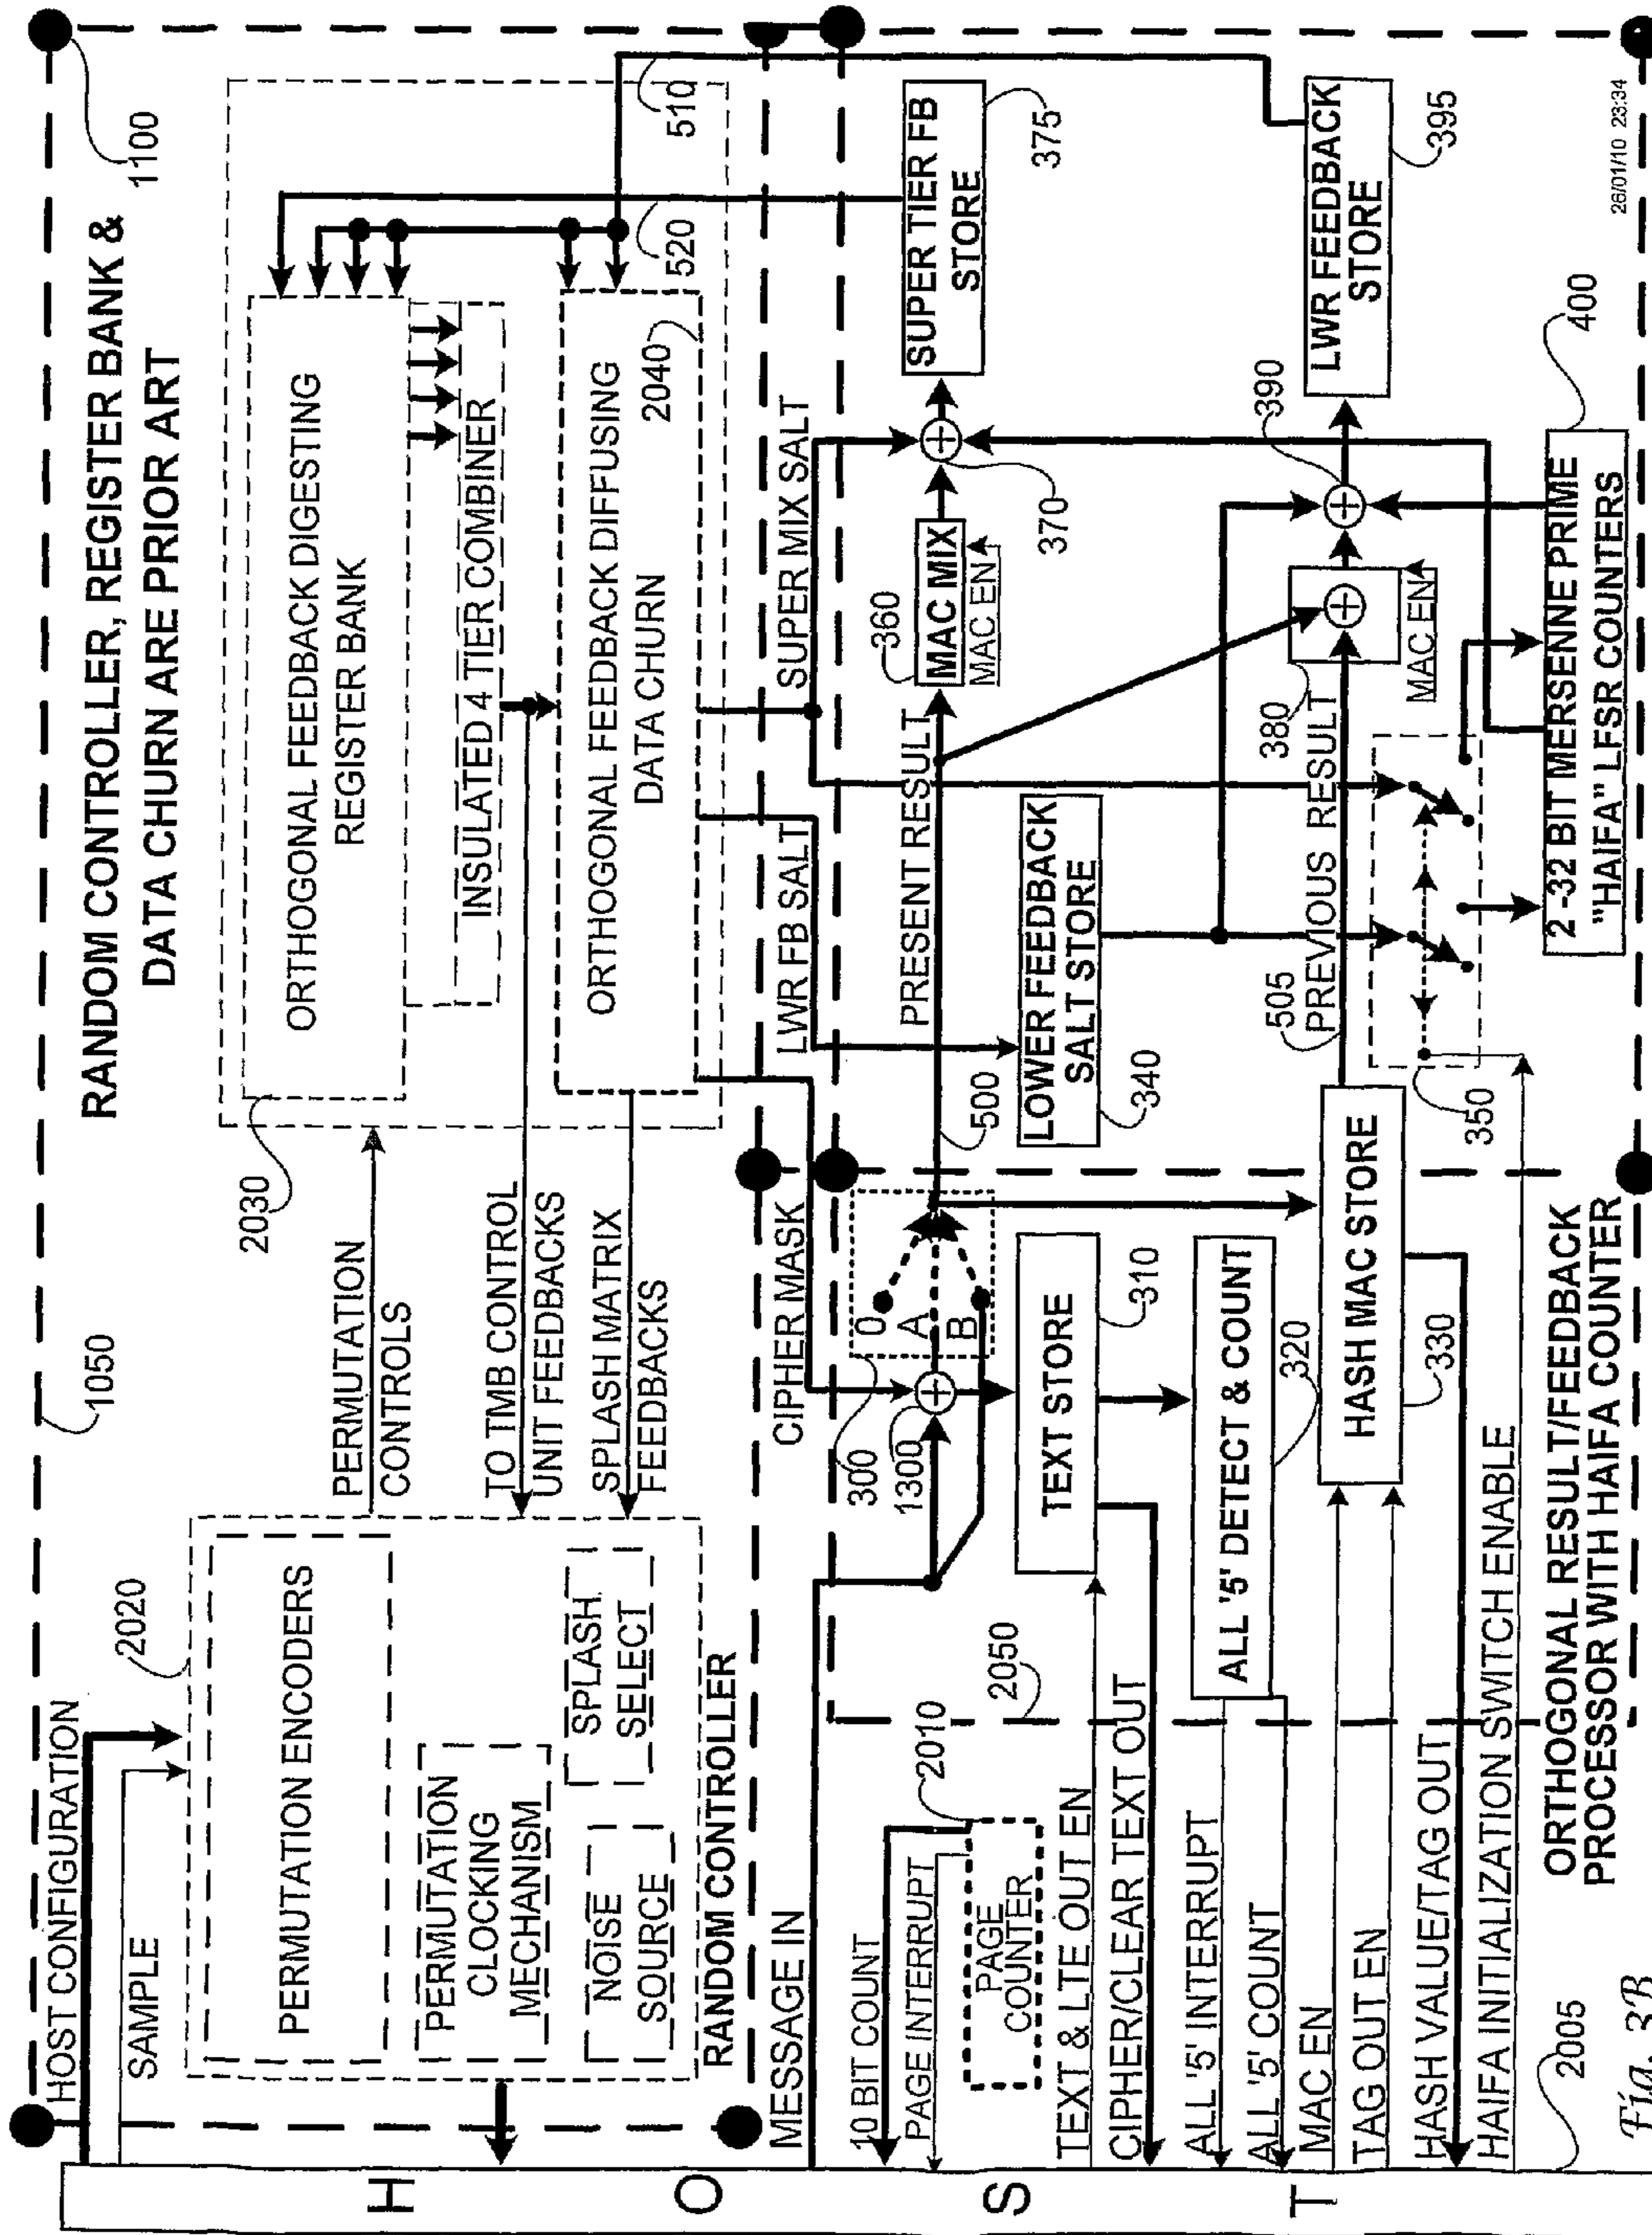 RANDOM CONTROLLER, REGISTER BANK &
DATA CHURN ARE PRIOR ART
1100
1050
HOST CONFIGURATION
SAMPLE
2020
PERMUTATION ENCODERS
PERMUTATION
CLOCKING
MECHANISM
NOISE
SOURCE
SPLASH
SELECT
RANDOM CONTROLLER
PERMUTATION
CONTROLS
TO TMB CONTROL
UNIT FEEDBACKS
SPLASH MATRIX
FEEDBACKS
2030
ORTHOGONAL FEEDBACK DIGESTING
REGISTER BANK
INSULATED 4 TIER COMBINER
ORTHOGONAL FEEDBACK DIFFUSING
DATA CHURN
2040
520
510
HOST
MESSAGE IN
CIPHER MASK
LWR FB SALT
SUPER MIX SALT
10 BIT COUNT
PAGE INTERRUPT
2010
PAGE
COUNTER
2050
300
1300
0
A
B
TEXT STORE
310
500
PRESENT RESULT
360
MAC MIX
MAC EN
370
SUPER TIER FB
STORE
375
TEXT & LTE OUT EN
CIPHER/CLEAR TEXT OUT
ALL '5' DETECT & COUNT
320
LOWER FEEDBACK
SALT STORE
340
ALL '5' INTERRUPT
ALL '5' COUNT
MAC EN
TAG OUT EN
HASH MAC STORE
330
505
PREVIOUS RESULT
380
MAC EN
390
LWR FEEDBACK
STORE
395
HASH VALUE/TAG OUT
HAIFA INITIALIZATION SWITCH ENABLE
350
400
2 -32 BIT MERSENNE PRIME
"HAIFA" LFSR COUNTERS
ORTHOGONAL RESULT/FEEDBACK
PROCESSOR WITH HAIFA COUNTER
2005
26/01/10 23:34
Fig. 3B